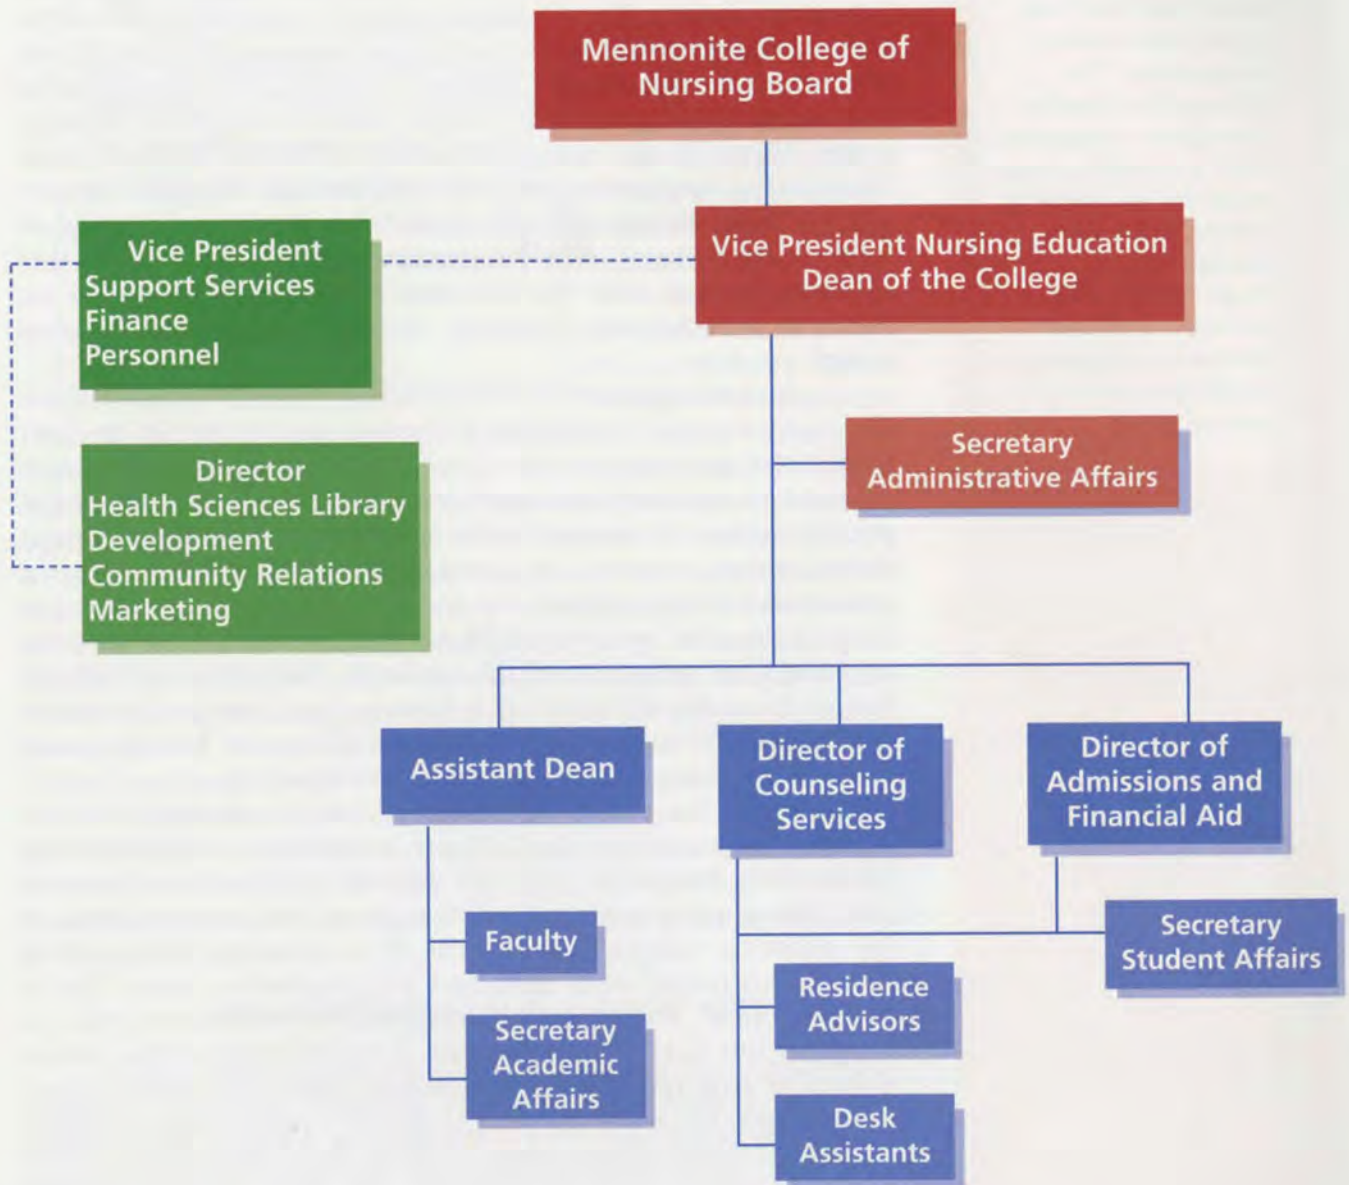 Mennonite College of
Nursing Board
Vice President
Support Services
Finance
Personnel
Vice President Nursing Education
Dean of the College
Director
Health Sciences Library
Development
Community Relations
Marketing
Secretary
Administrative Affairs
Assistant Dean
Director of
Counseling
Services
Director of
Admissions and
Financial Aid
Faculty
Secretary
Academic
Affairs
Residence
Advisors
Desk
Assistants
Secretary
Student Affairs